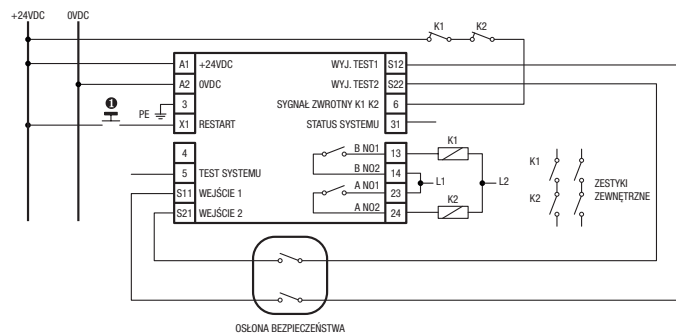 +24VDC 0VDC
K1 K2
A1 +24VDC WYJ. TEST1 S12
A2 0VDC WYJ. TEST2 S22
3 SYGNAŁ ZWROTNY K1 K2 6
PE
1
X1 RESTART STATUS SYSTEMU 31
4 B NO1 13 K1
5 TEST SYSTEMU B NO2 14
L1 L2
S11 WEJŚCIE 1 A NO1 23
S21 WEJŚCIE 2 A NO2 24 K2
K1
K2
ZESTYKI
ZEWNĘTRZNE
OSŁONA BEZPIECZEŃSTWA